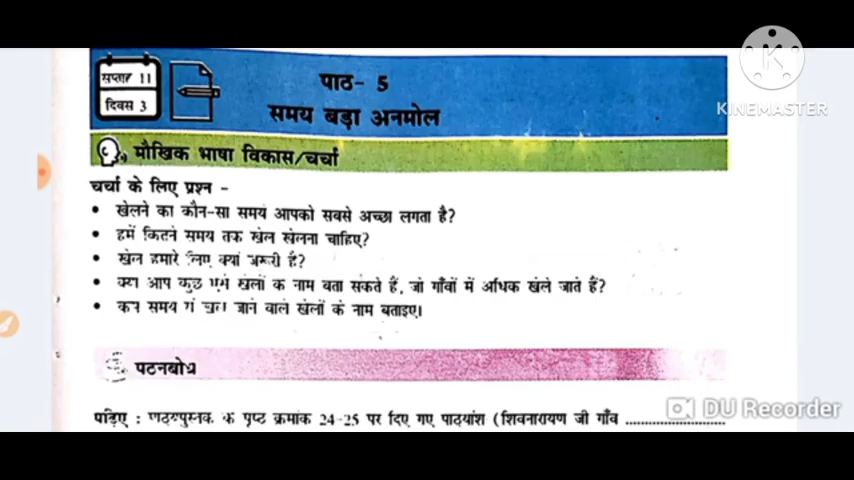 सप्ताह 11
दिवस 3
पाठ- 5
समय बड़ा अनमोल
KINEMASTER
मौखिक भाषा विकास/चर्चा
चर्चा के लिए प्रश्न -
• खेलने का कौन-सा समय आपको सबसे अच्छा लगता है?
• हमें कितने समय तक खेल खेलना चाहिए?
• खेल हमारे लिए क्यों जरूरी है?
• क्या आप कुछ ऐसे खेलों के नाम बता सकते हैं, जो गाँवों में अधिक खेले जाते हैं?
• कम समय में खेले जाने वाले खेलों के नाम बताइए।
पठनबोध
DU Recorder
पढ़िए : पाठ्यपुस्तक के पृष्ठ क्रमांक 24-25 पर दिए गए पाठ्यांश (शिवनारायण जी गाँव ........................